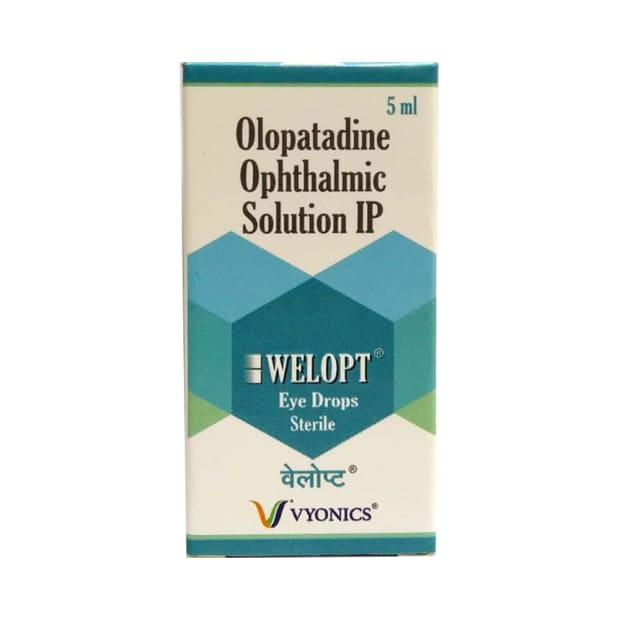 5 ml
Olopatadine
Ophthalmic
Solution IP
WELOPT®
Eye Drops
Sterile
वेलोप्ट®
VYONICS®